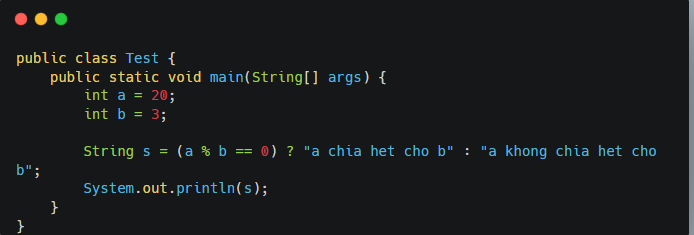 public class Test {
    public static void main(String[] args) {
        int a = 20;
        int b = 3;

        String s = (a % b == 0) ? "a chia het cho b" : "a khong chia het cho
b";
        System.out.println(s);
    }
}